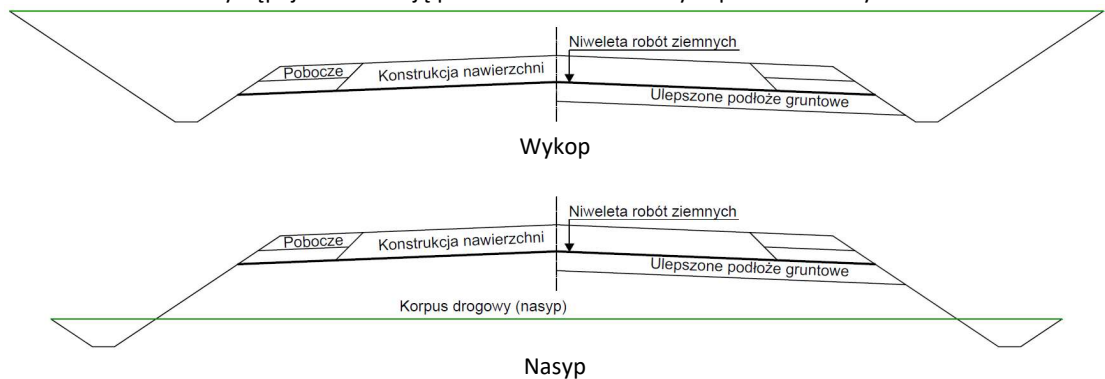 Niweleta robót ziemnych
Pobocze
Konstrukcja nawierzchni
Ulepszone podłoże gruntowe
Wykop
Niweleta robót ziemnych
Pobocze
Konstrukcja nawierzchni
Ulepszone podłoże gruntowe
Korpus drogowy (nasyp)
Nasyp